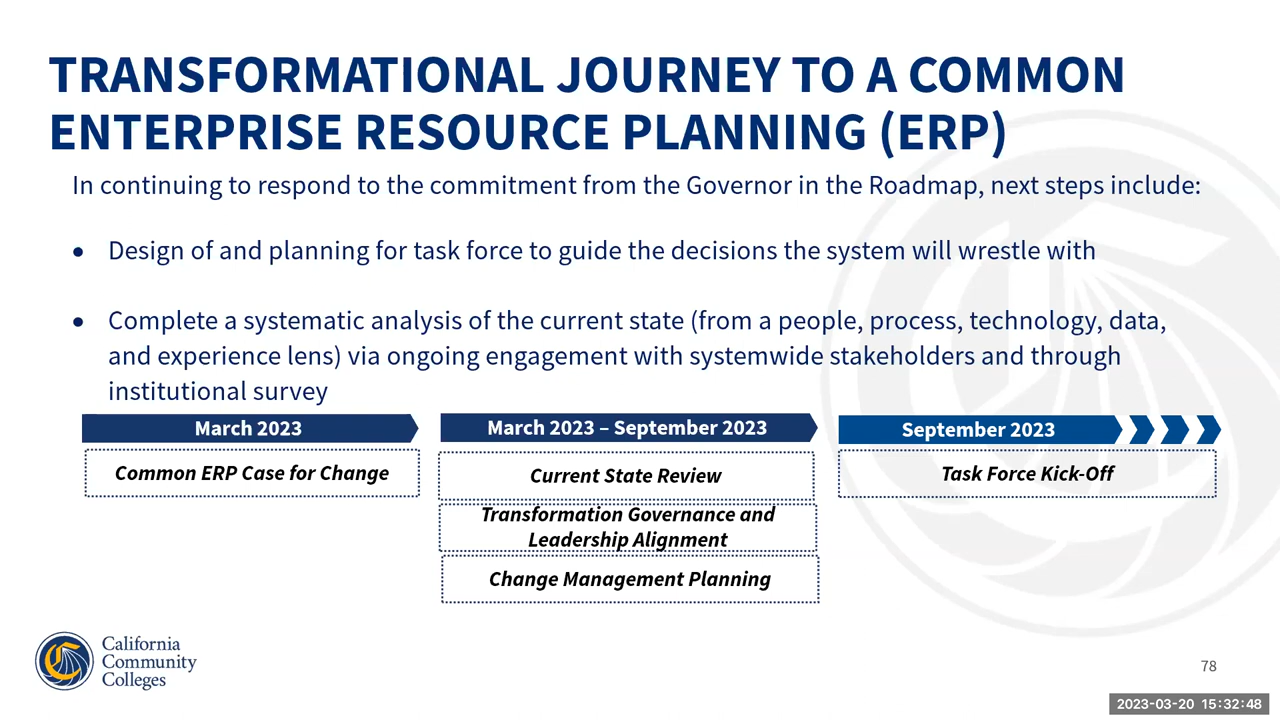 TRANSFORMATIONAL JOURNEY TO A COMMON
ENTERPRISE RESOURCE PLANNING (ERP)
In continuing to respond to the commitment from the Governor in the Roadmap, next steps include:
• Design of and planning for task force to guide the decisions the system will wrestle with
• Complete a systematic analysis of the current state (from a people, process, technology, data,
and experience lens) via ongoing engagement with systemwide stakeholders and through
institutional survey
March 2023
Common ERP Case for Change
March 2023 – September 2023
Current State Review
Transformation Governance and
Leadership Alignment
Change Management Planning
September 2023
Task Force Kick-Off
California
Community
Colleges
78
2023-03-20 15:32:48